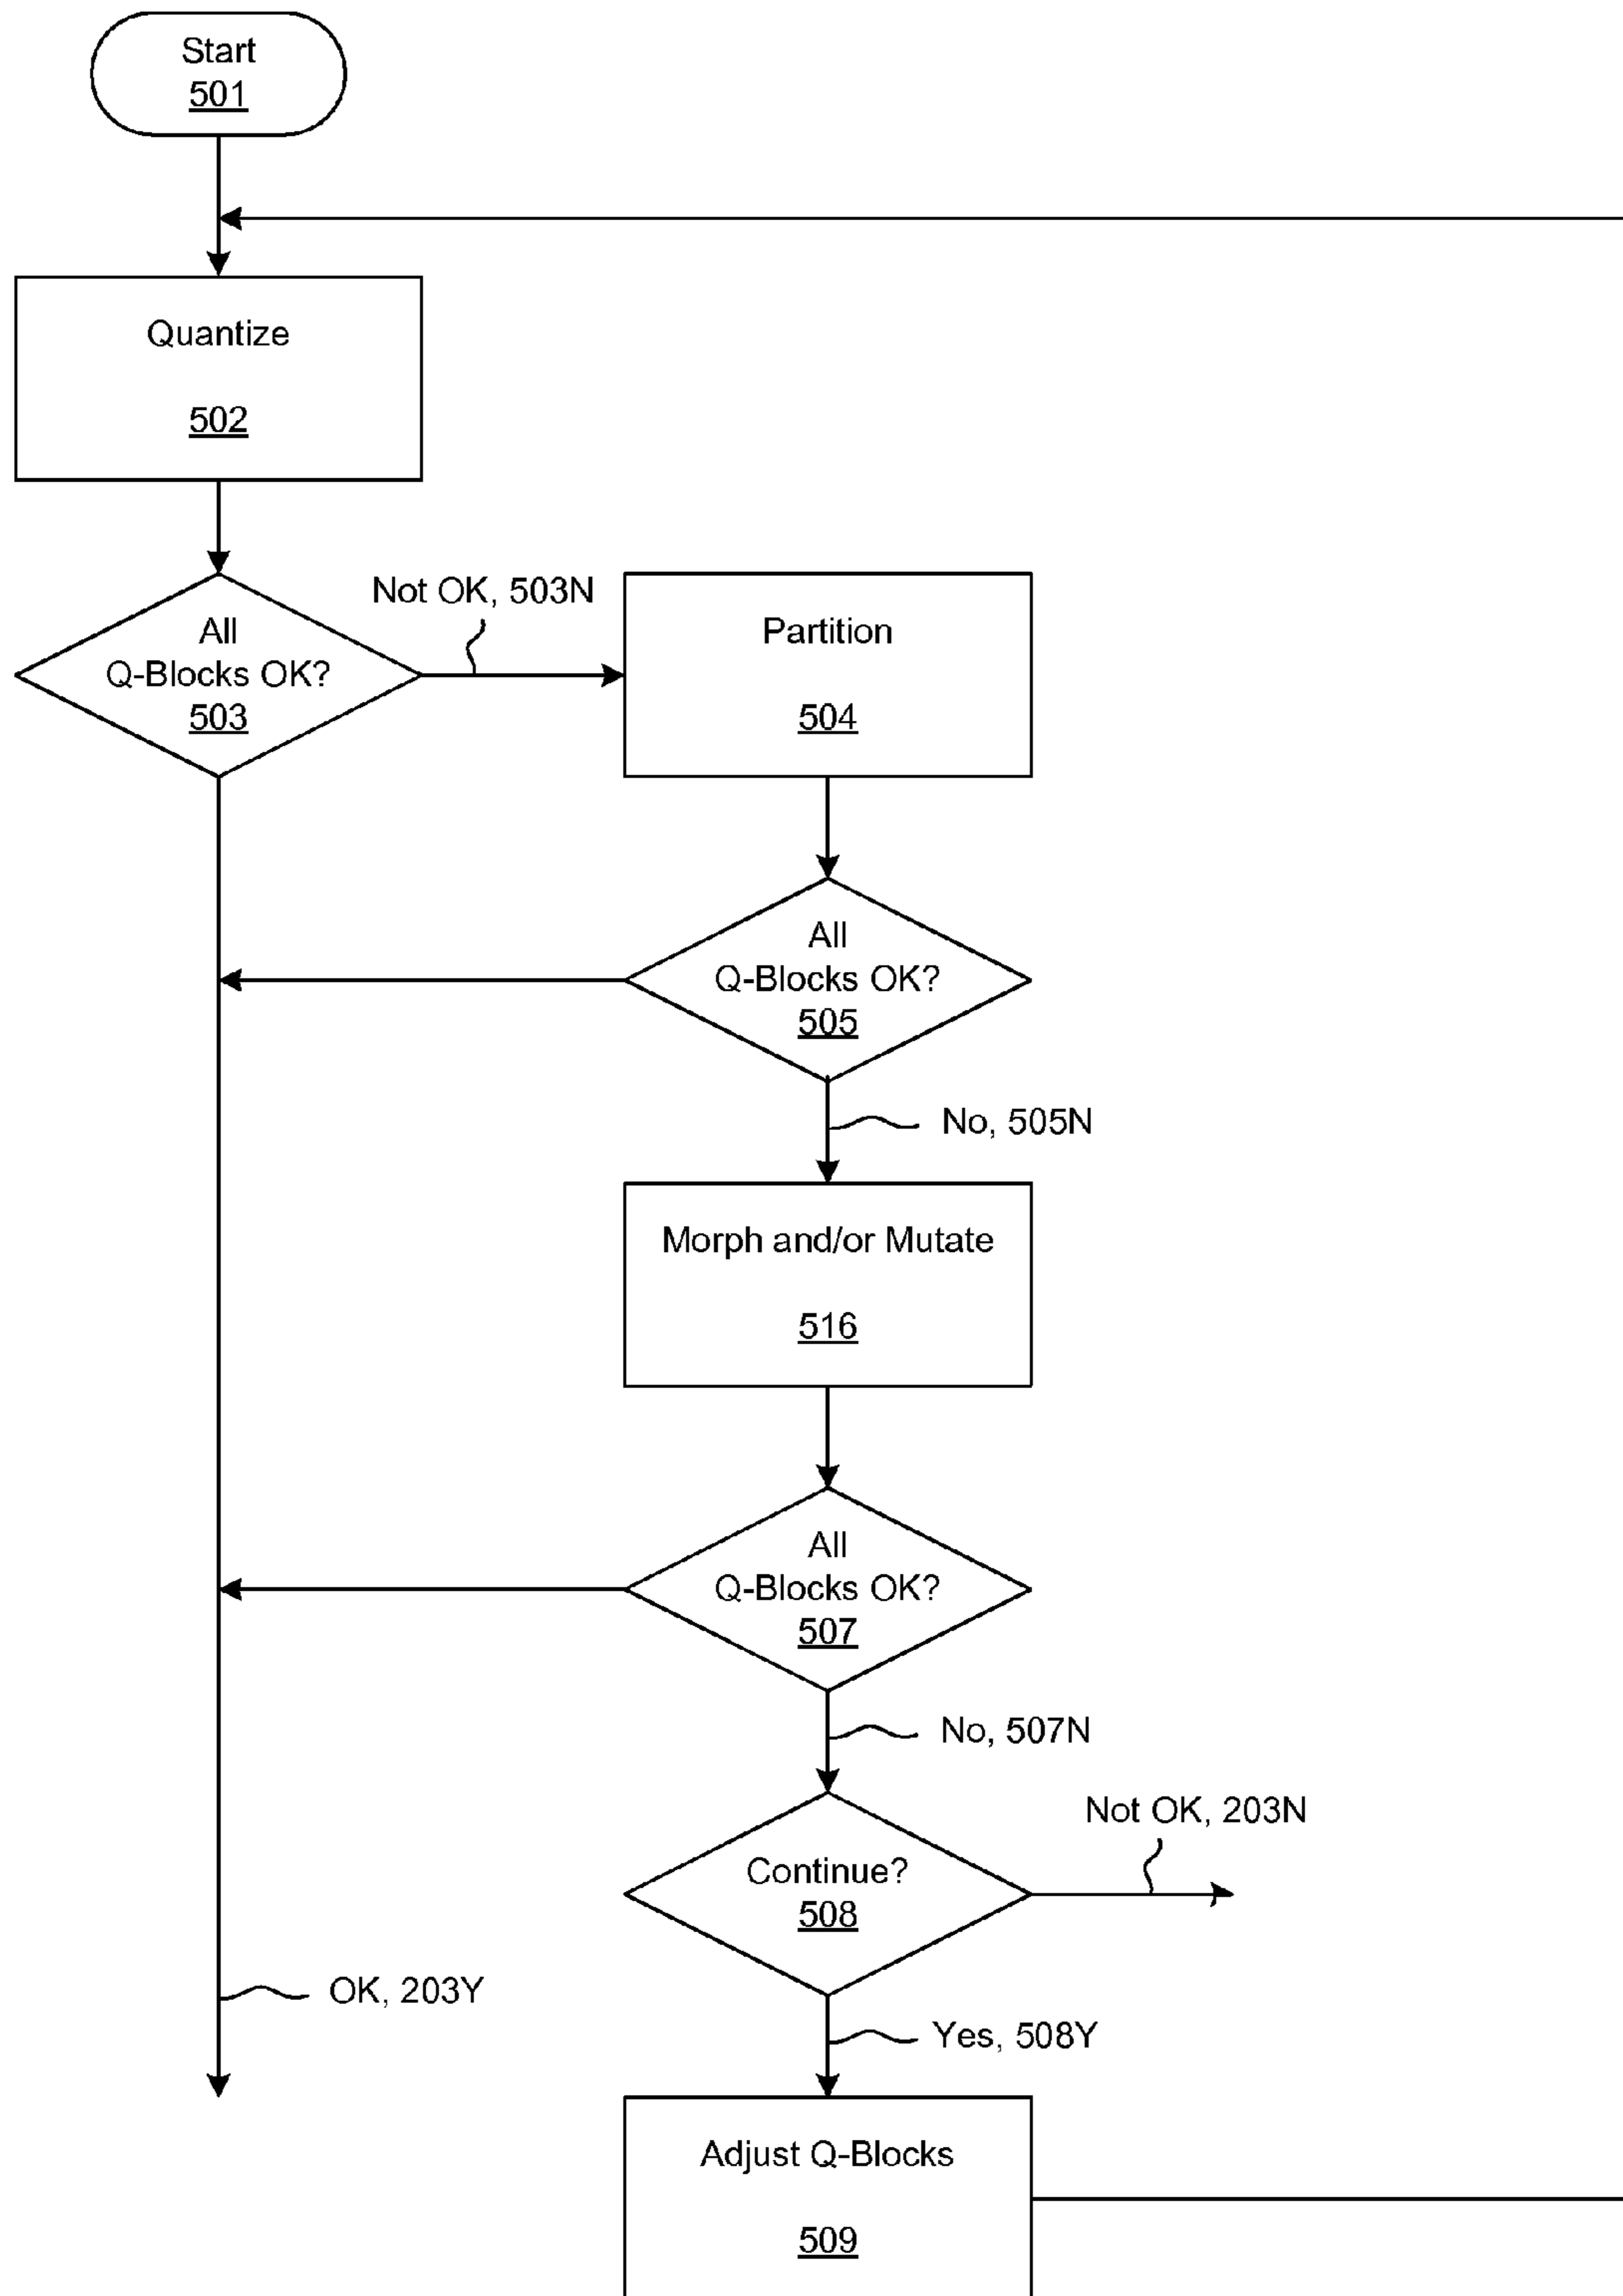 Start
501
Quantize
502
All
Q-Blocks OK?
503
Not OK, 503N
Partition
504
All
Q-Blocks OK?
505
No, 505N
Morph and/or Mutate
516
All
Q-Blocks OK?
507
No, 507N
Continue?
508
Not OK, 203N
OK, 203Y
Yes, 508Y
Adjust Q-Blocks
509